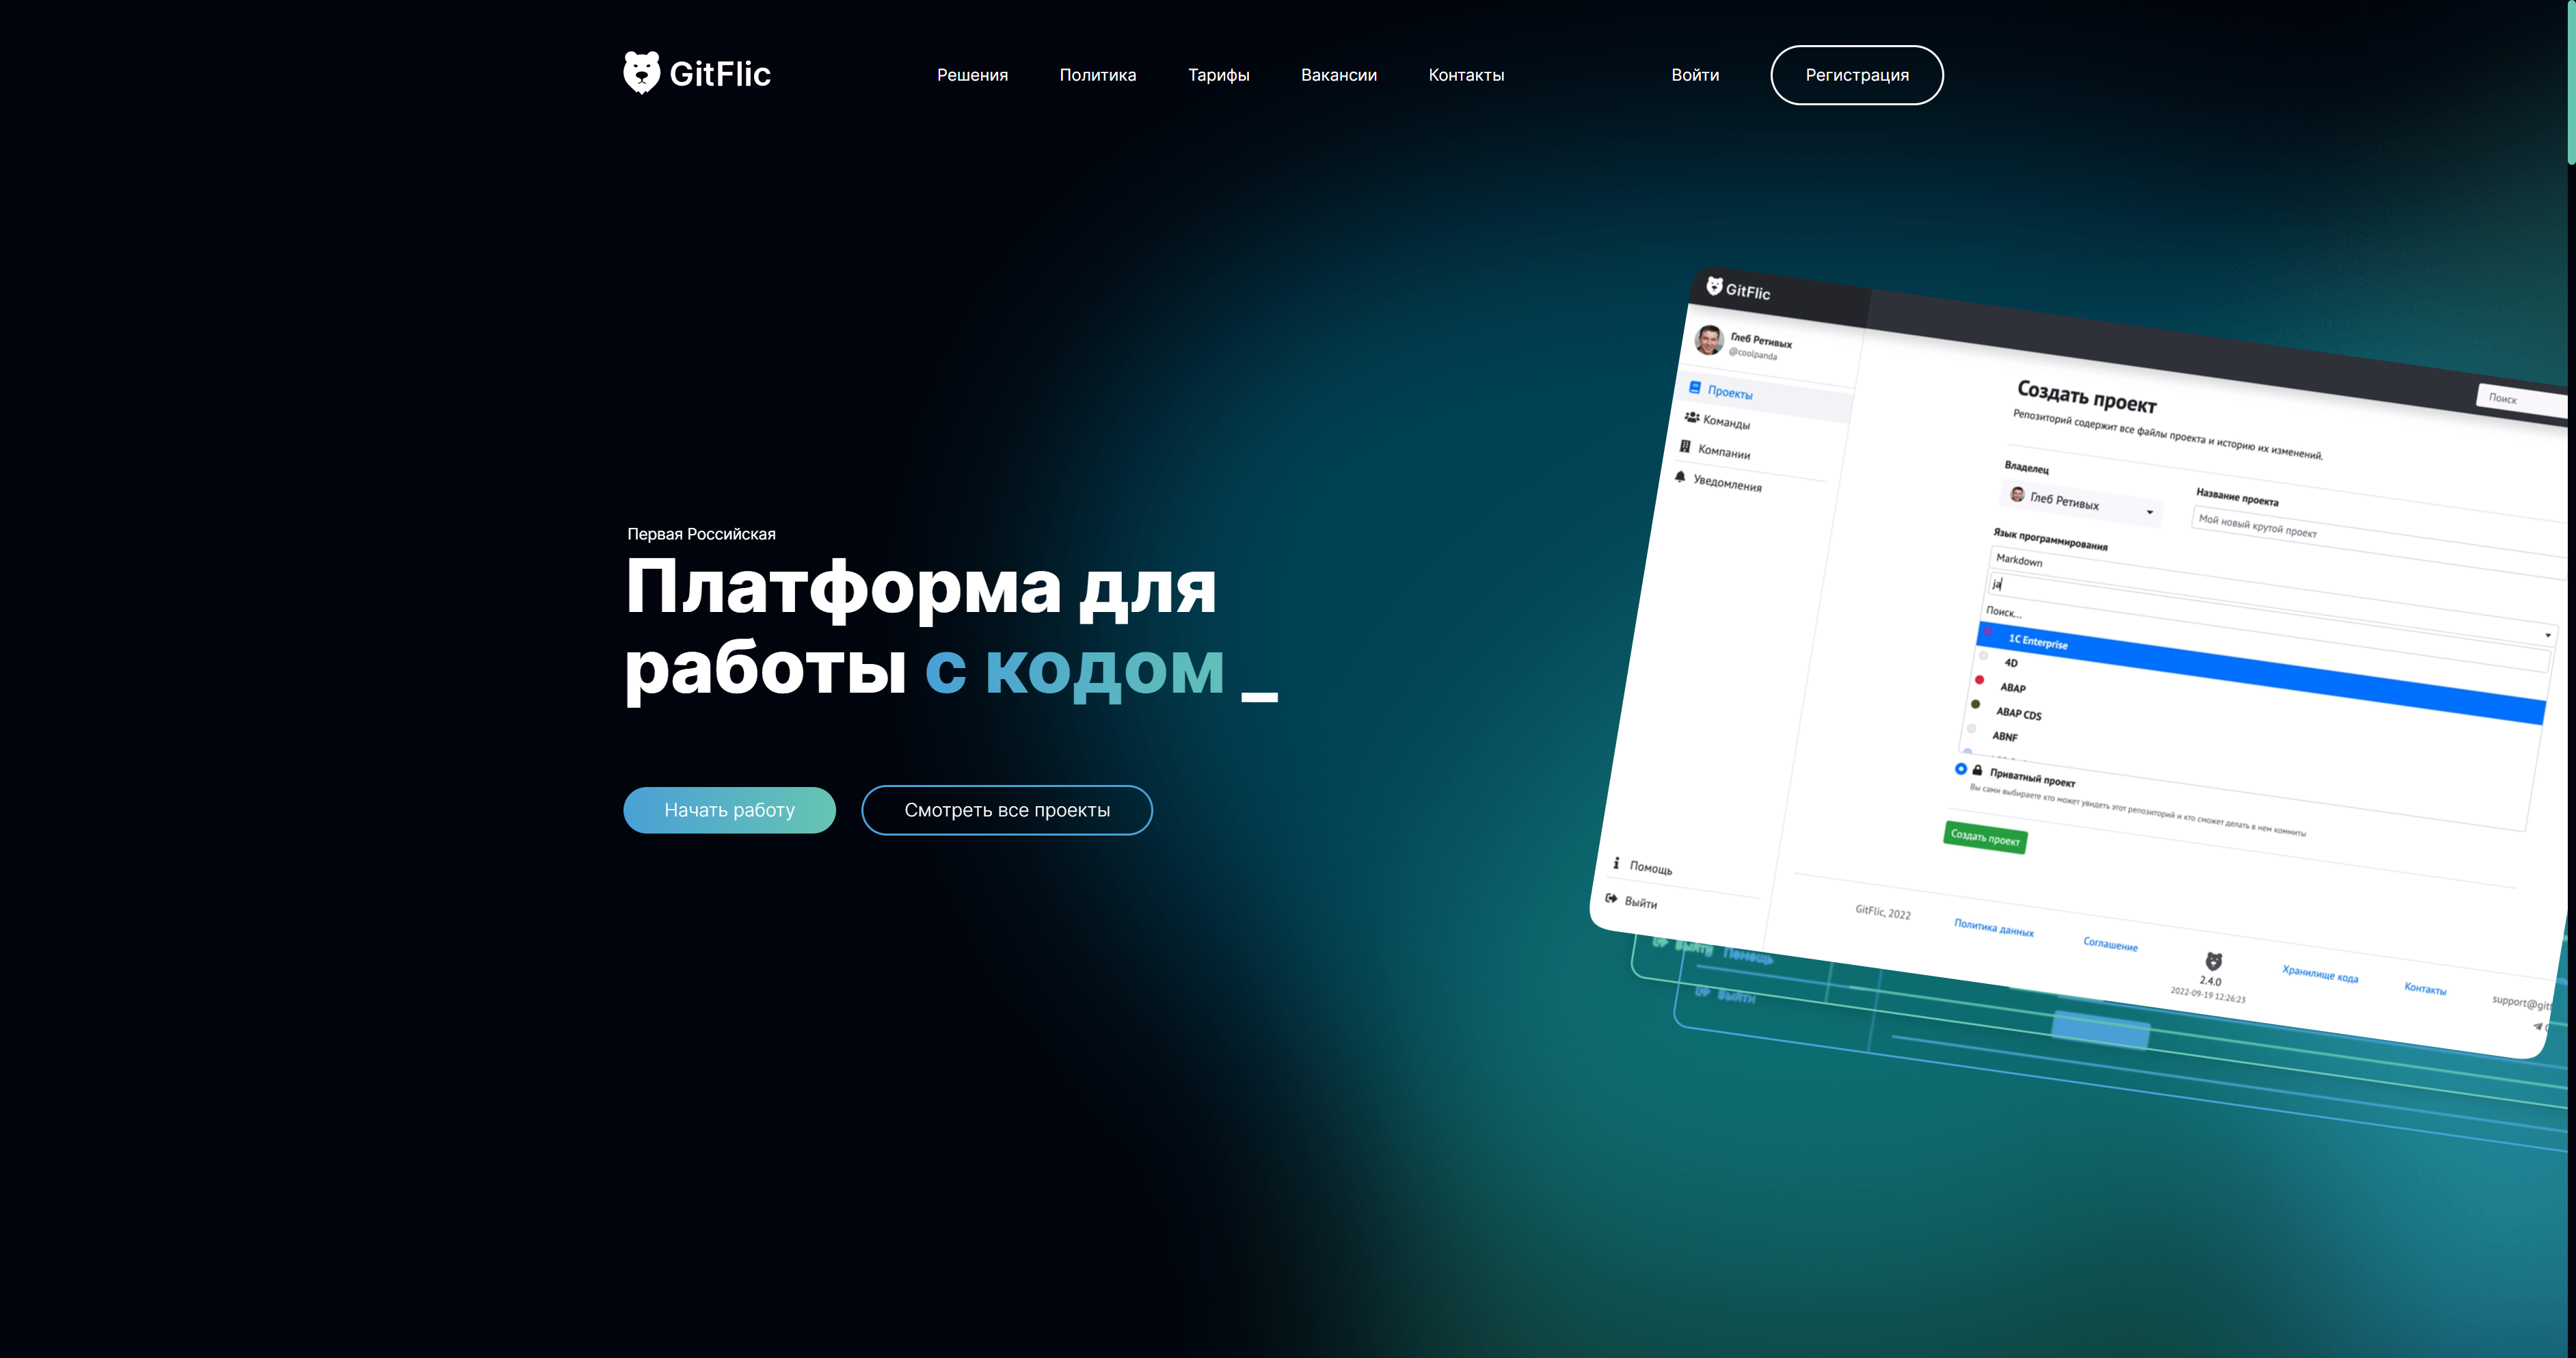 GitFlic
Решения
Политика
Тарифы
Вакансии
Контакты
Войти
Регистрация
Первая Российская
Платформа для
работы с кодом _
Начать работу
Смотреть все проекты
GitFlic
Поиск
Глеб Ретивых
@coolpanda
Проекты
Команды
Компании
Уведомления
Помощь
Выйти
Создать проект
Репозиторий содержит все файлы проекта и историю их изменений.
Владелец
Глеб Ретивых
Название проекта
Мой новый крутой проект
Язык программирования
Markdown
ja
Поиск...
1C Enterprise
4D
ABAP
ABAP CDS
ABNF
Приватный проект
Вы сами выбираете кто может увидеть этот репозиторий и кто сможет делать в нем коммиты
Создать проект
GitFlic, 2022
Политика данных
Соглашение
2.4.0
2022-09-19 12:26:23
Хранилище кода
Контакты
support@gitf
Выйти
Помощь
Выйти